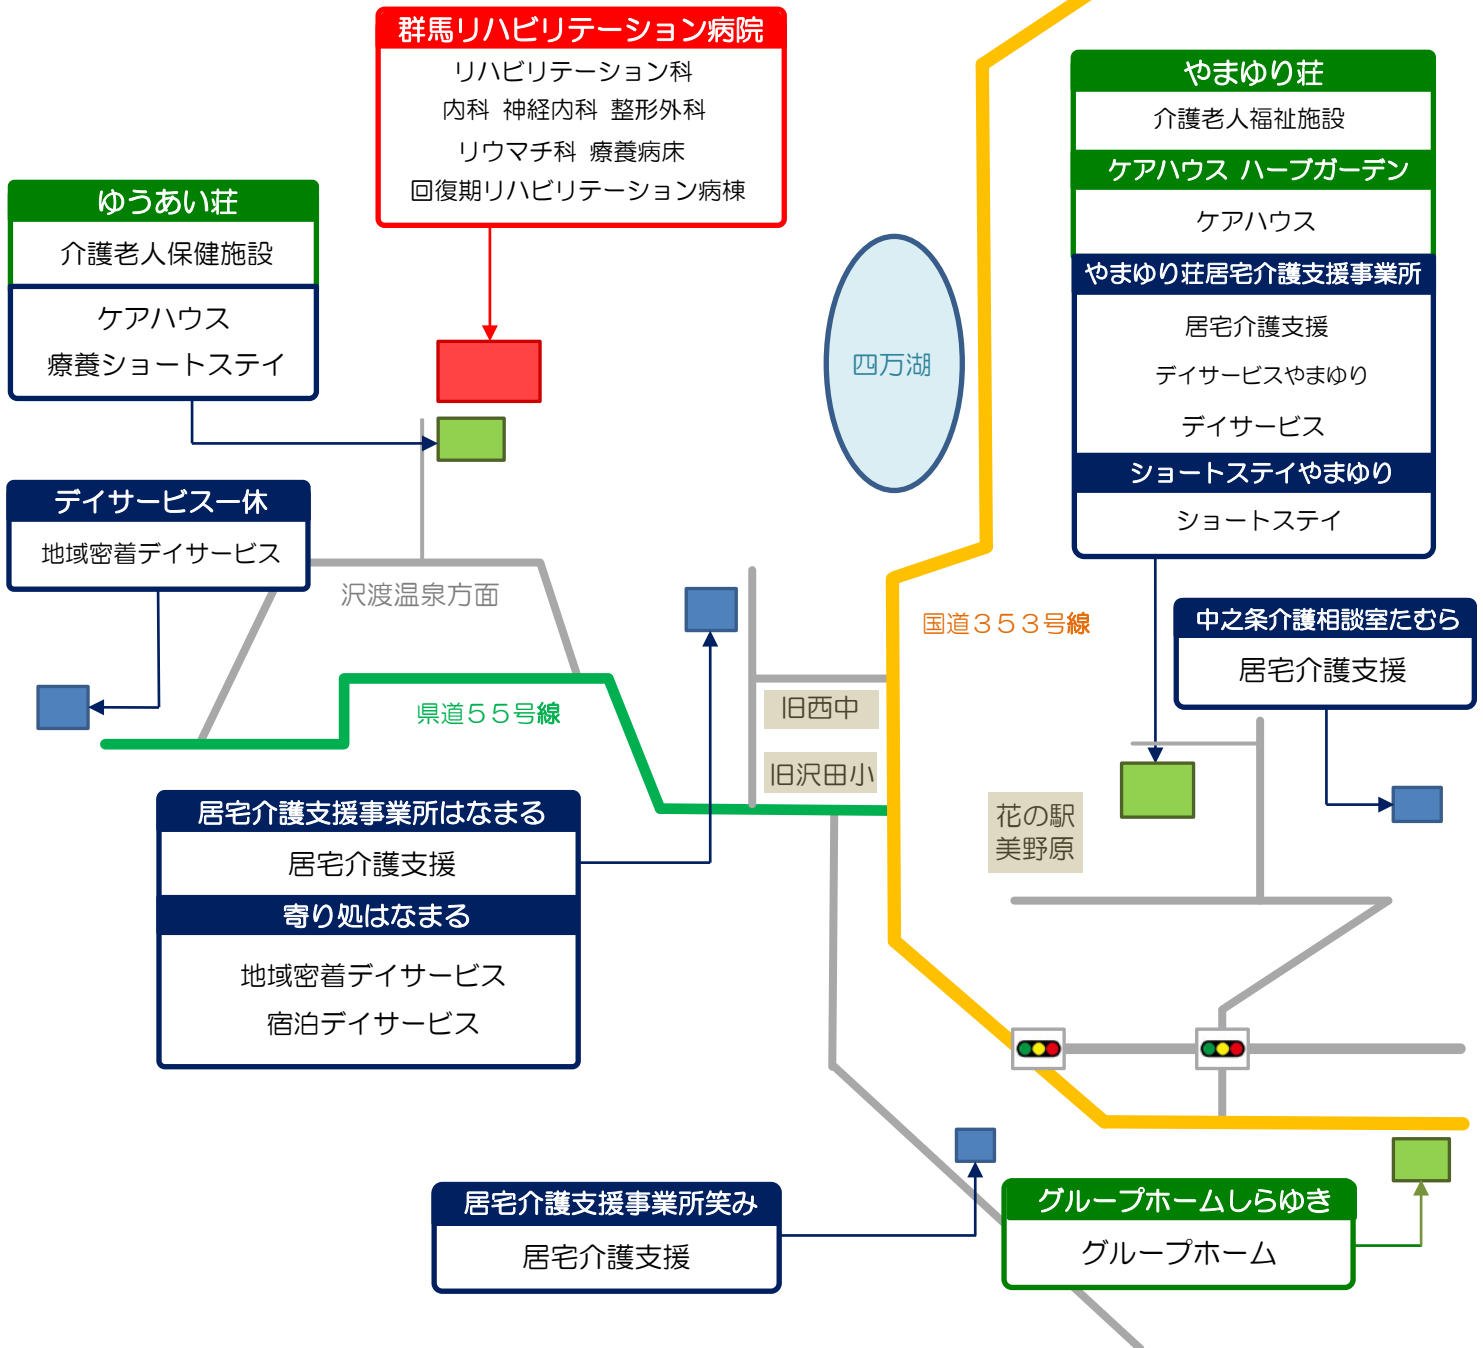 群馬リハビリテーション病院
リハビリテーション科
内科 神経内科 整形外科
リウマチ科 療養病床
回復期リハビリテーション病棟
やまゆり荘
介護老人福祉施設
ケアハウス ハーブガーデン
ケアハウス
やまゆり荘居宅介護支援事業所
居宅介護支援
デイサービスやまゆり
デイサービス
ショートステイやまゆり
ショートステイ
ゆうあい荘
介護老人保健施設
ケアハウス
療養ショートステイ
四万湖
デイサービス一休
地域密着デイサービス
沢渡温泉方面
国道353号線
中之条介護相談室たむら
居宅介護支援
県道55号線
旧西中
旧沢田小
花の駅
美野原
居宅介護支援事業所はなまる
居宅介護支援
寄り処はなまる
地域密着デイサービス
宿泊デイサービス
居宅介護支援事業所笑み
居宅介護支援
グループホームしらゆき
グループホーム